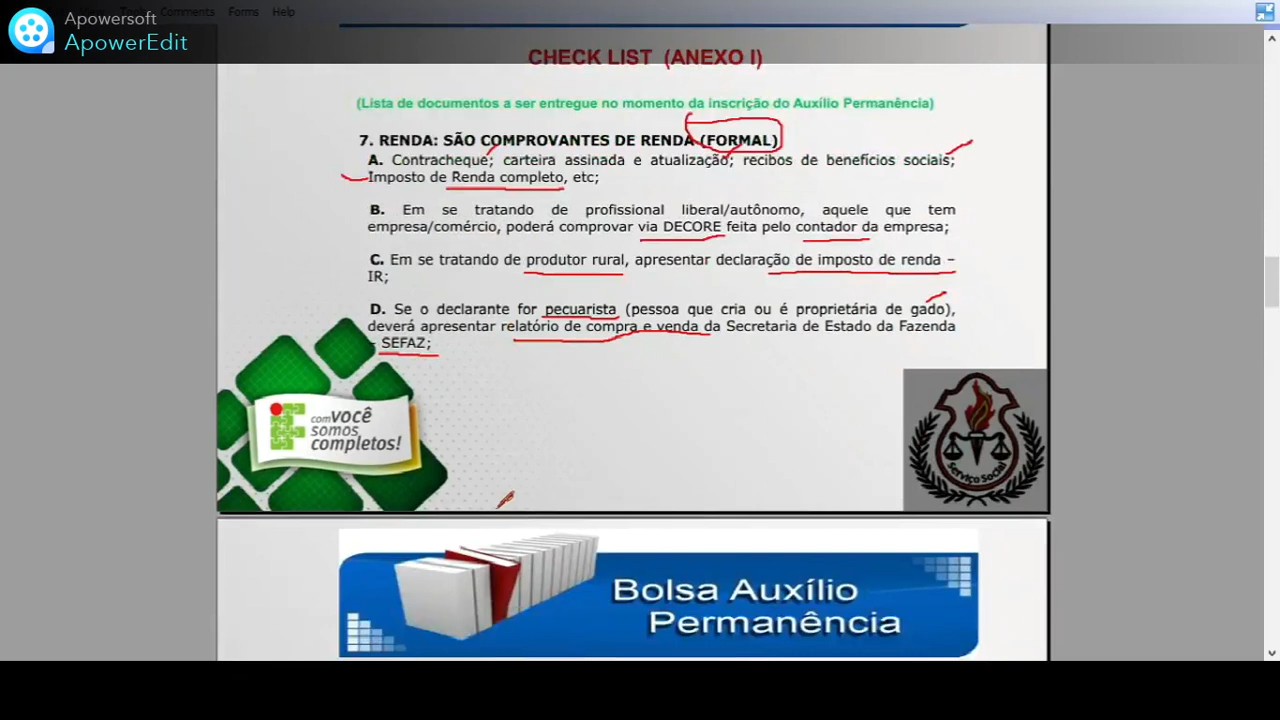 Comments Forms Help
Apowersoft
ApowerEdit
CHECK LIST (ANEXO I)
(Lista de documentos a ser entregue no momento da inscrição do Auxílio Permanência)
7. RENDA: SÃO COMPROVANTES DE RENDA (FORMAL)
A. Contracheque; carteira assinada e atualização; recibos de benefícios sociais;
Imposto de Renda completo, etc;
B. Em se tratando de profissional liberal/autônomo, aquele que tem
empresa/comércio, poderá comprovar via DECORE feita pelo contador da empresa;
C. Em se tratando de produtor rural, apresentar declaração de imposto de renda –
IR;
D. Se o declarante for pecuarista (pessoa que cria ou é proprietária de gado),
deverá apresentar relatório de compra e venda da Secretaria de Estado da Fazenda
- SEFAZ;
com você
somos
completos!
Serviço Social
Bolsa Auxílio
Permanência